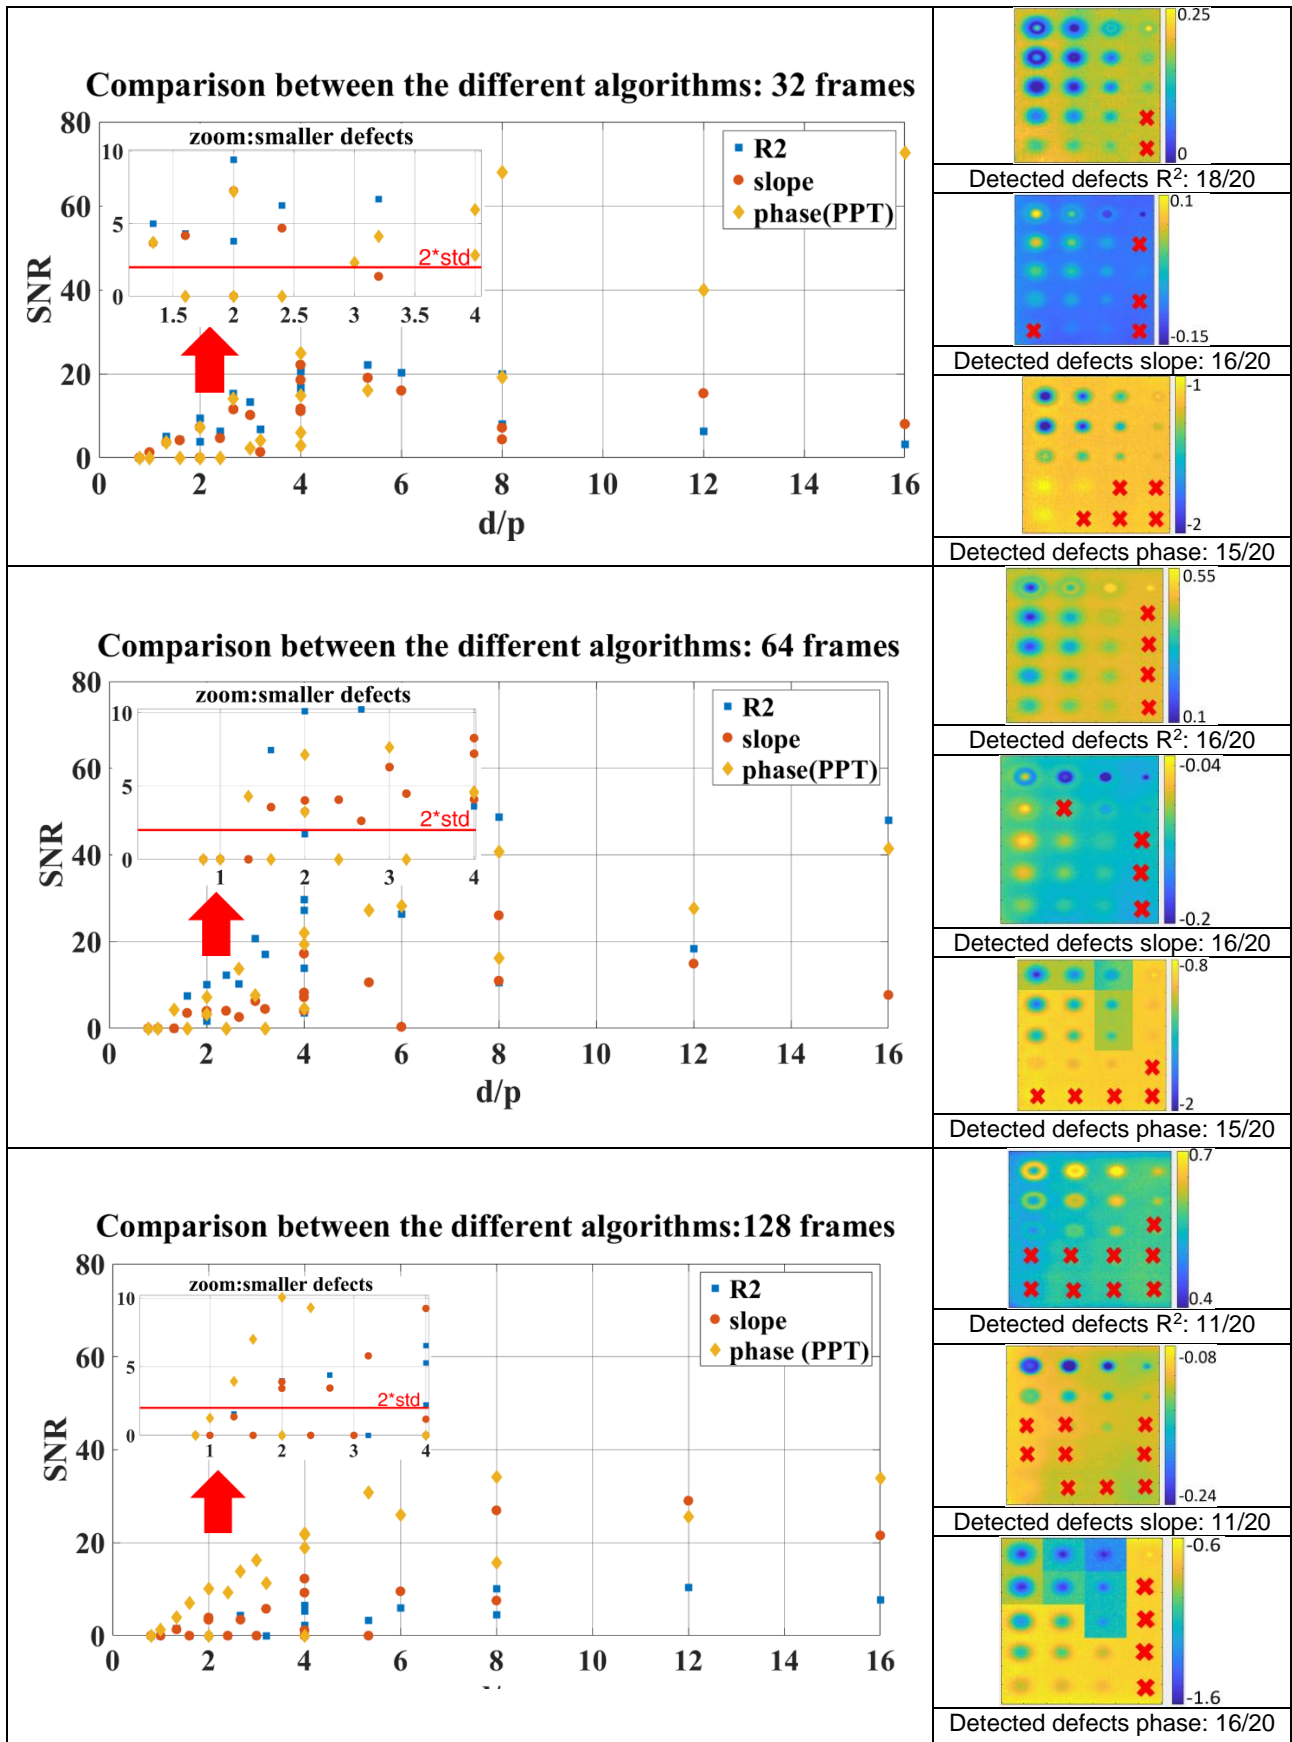 Comparison between the different algorithms: 32 frames
zoom:smaller defects
R2
slope
phase(PPT)
2*std
10
5
0
1.5 2 2.5 3 3.5 4
80
60
40
20
0
SNR
0 2 4 6 8 10 12 14 16
d/p
0.25
0
Detected defects R²: 18/20
0.1
-0.15
Detected defects slope: 16/20
-1
-2
Detected defects phase: 15/20
Comparison between the different algorithms: 64 frames
zoom:smaller defects
R2
slope
phase(PPT)
2*std
10
5
0
1 2 3 4
80
60
40
20
0
SNR
0 2 4 6 8 10 12 14 16
d/p
0.55
0.1
Detected defects R²: 16/20
-0.04
-0.2
Detected defects slope: 16/20
-0.8
-2
Detected defects phase: 15/20
Comparison between the different algorithms:128 frames
zoom:smaller defects
R2
slope
phase (PPT)
2*std
10
5
0
1 2 3 4
80
60
40
20
0
SNR
0 2 4 6 8 10 12 14 16
0.7
0.4
Detected defects R²: 11/20
-0.08
-0.24
Detected defects slope: 11/20
-0.6
-1.6
Detected defects phase: 16/20